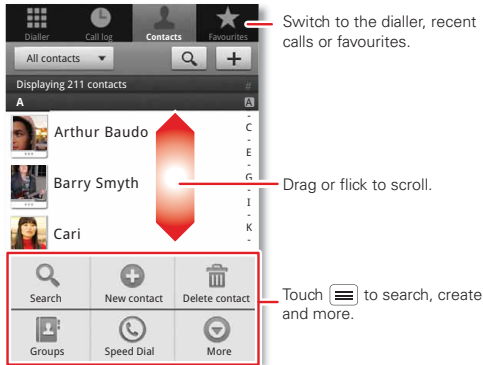 Dialler Call log Contacts Favourites
Switch to the dialler, recent
calls or favourites.
All contacts
Displaying 211 contacts #
A A
-
C
Arthur Baudo
-
E
-
Barry Smyth G
Drag or flick to scroll.
-
I
-
K
Cari -
Search New contact Delete contact
Touch to search, create
and more.
Groups Speed Dial More